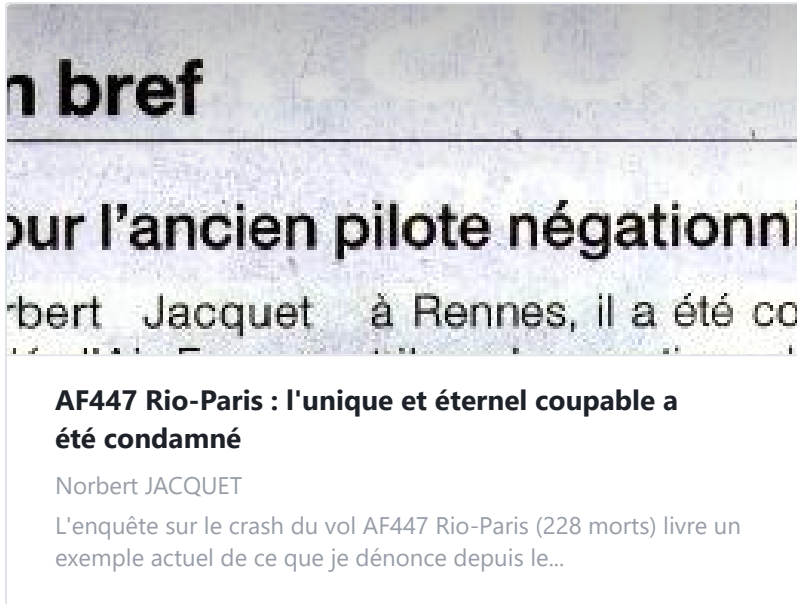 n bref
our l'ancien pilote négationni
rbert Jacquet à Rennes, il a été co
AF447 Rio-Paris : l'unique et éternel coupable a
été condamné
Norbert JACQUET
L'enquête sur le crash du vol AF447 Rio-Paris (228 morts) livre un
exemple actuel de ce que je dénonce depuis le...